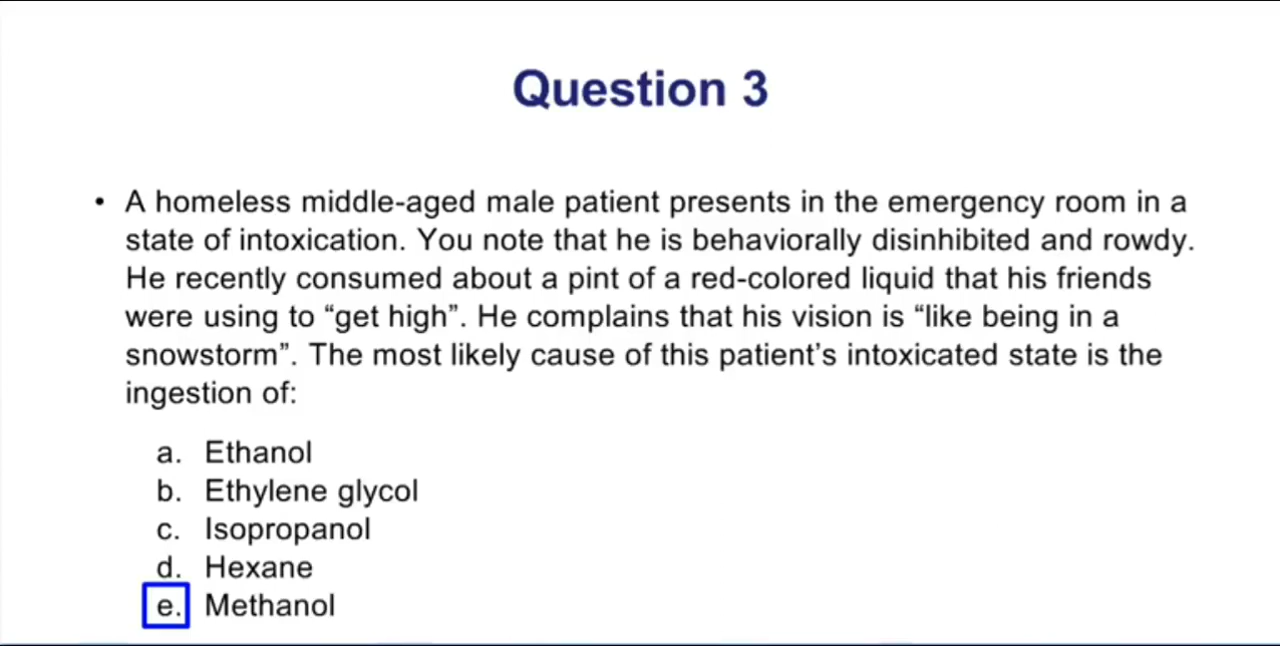 Question 3
• A homeless middle-aged male patient presents in the emergency room in a
state of intoxication. You note that he is behaviorally disinhibited and rowdy.
He recently consumed about a pint of a red-colored liquid that his friends
were using to “get high”. He complains that his vision is “like being in a
snowstorm”. The most likely cause of this patient’s intoxicated state is the
ingestion of:
a. Ethanol
b. Ethylene glycol
c. Isopropanol
d. Hexane
e. Methanol